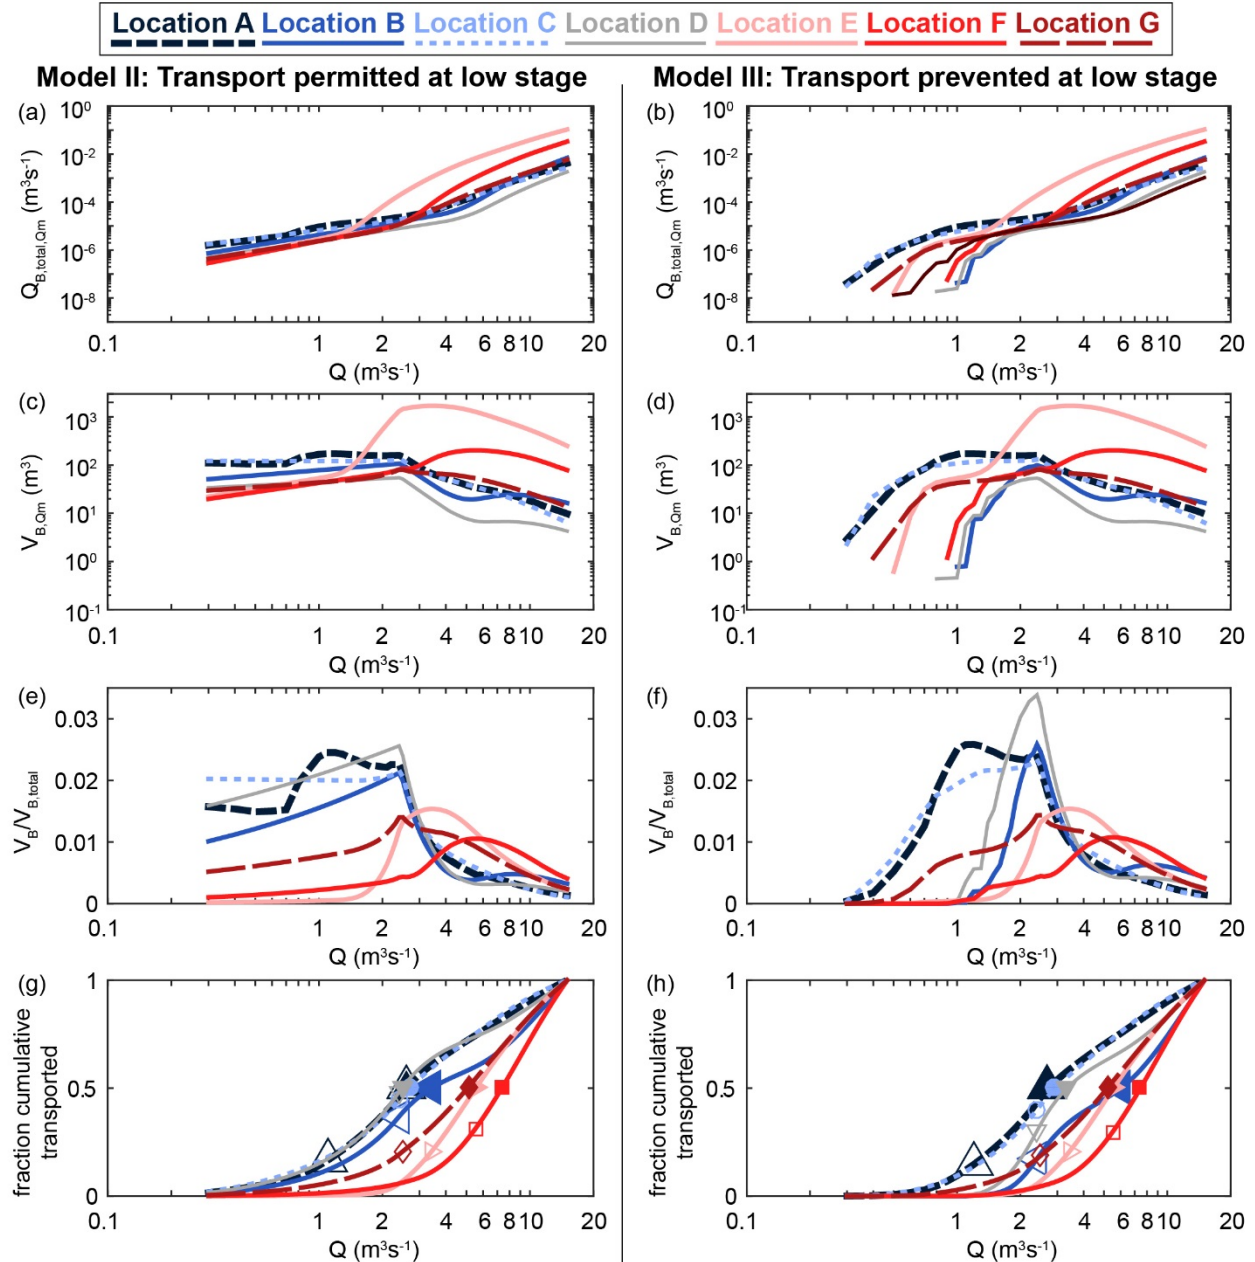 Location A Location B Location C Location D Location E Location F Location G
Model II: Transport permitted at low stage
Model III: Transport prevented at low stage
(a)
Q_B,total,Qm (m³s⁻¹)
10⁰
10⁻²
10⁻⁴
10⁻⁶
10⁻⁸
0.1 1 2 4 6 8 10 20
Q (m³s⁻¹)
(b)
Q_B,total,Qm (m³s⁻¹)
10⁰
10⁻²
10⁻⁴
10⁻⁶
10⁻⁸
0.1 1 2 4 6 8 10 20
Q (m³s⁻¹)
(c)
V_B,Qm (m³)
10³
10²
10¹
10⁰
10⁻¹
0.1 1 2 4 6 8 10 20
Q (m³s⁻¹)
(d)
V_B,Qm (m³)
10³
10²
10¹
10⁰
10⁻¹
0.1 1 2 4 6 8 10 20
Q (m³s⁻¹)
(e)
V_B/V_B,total
0.03
0.02
0.01
0
0.1 1 2 4 6 8 10 20
Q (m³s⁻¹)
(f)
V_B/V_B,total
0.03
0.02
0.01
0
0.1 1 2 4 6 8 10 20
Q (m³s⁻¹)
(g)
fraction cumulative
transported
1
0.5
0
0.1 1 2 4 6 8 10 20
Q (m³s⁻¹)
(h)
fraction cumulative
transported
1
0.5
0
0.1 1 2 4 6 8 10 20
Q (m³s⁻¹)